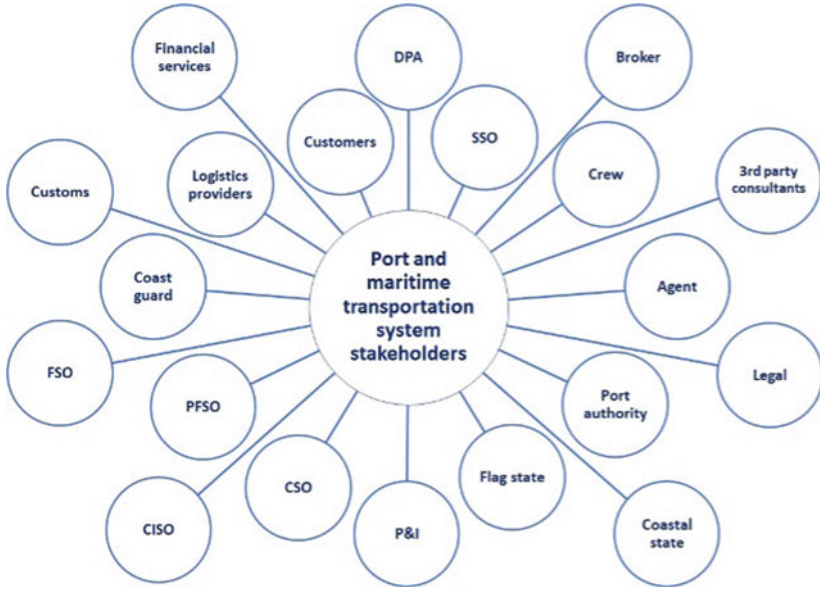 Financial
services
DPA
Broker
Customers
SSO
Logistics
providers
Crew
3rd party
consultants
Customs
Port and
maritime
transportation
system
stakeholders
Coast
guard
Agent
FSO
Legal
PFSO
Port
authority
CSO
Flag state
CISO
P&I
Coastal
state